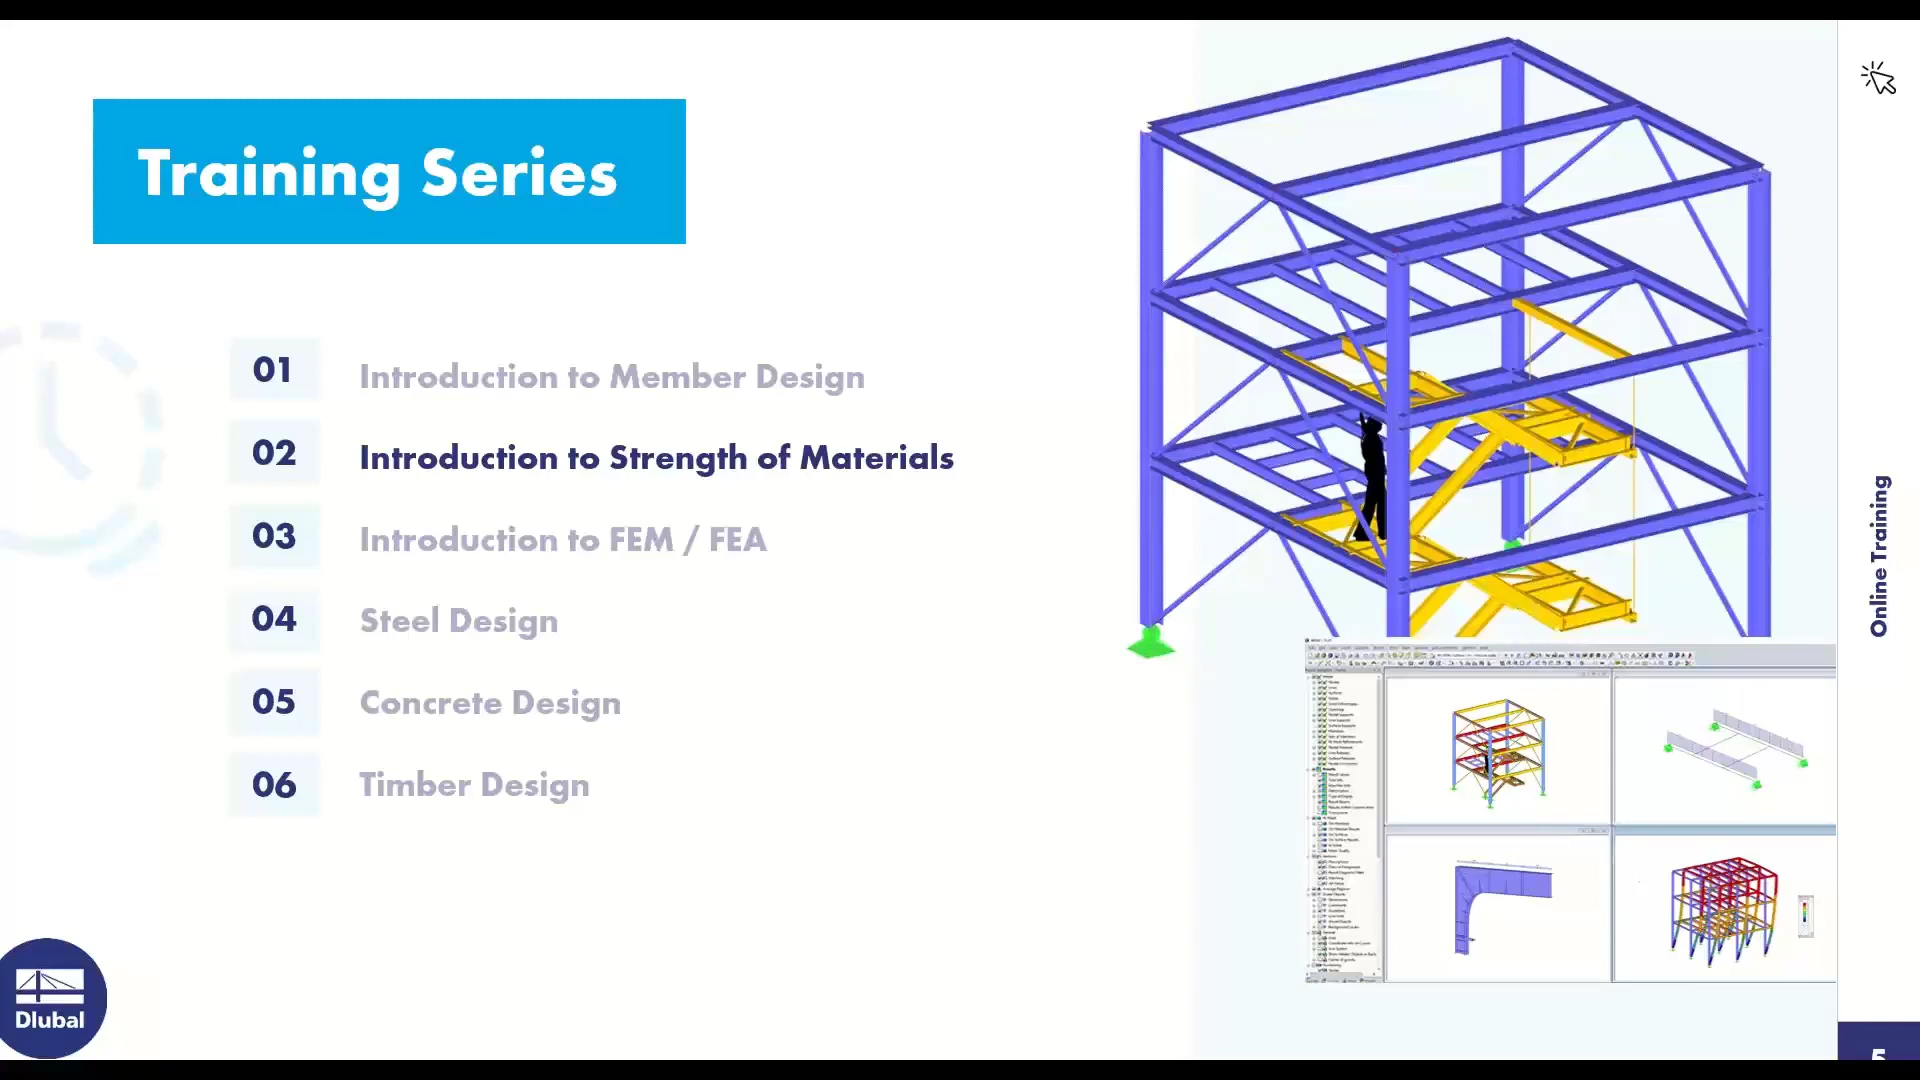 Training Series
01 Introduction to Member Design
02 Introduction to Strength of Materials
03 Introduction to FEM / FEA
04 Steel Design
05 Concrete Design
06 Timber Design
Online Training
Dlubal
5